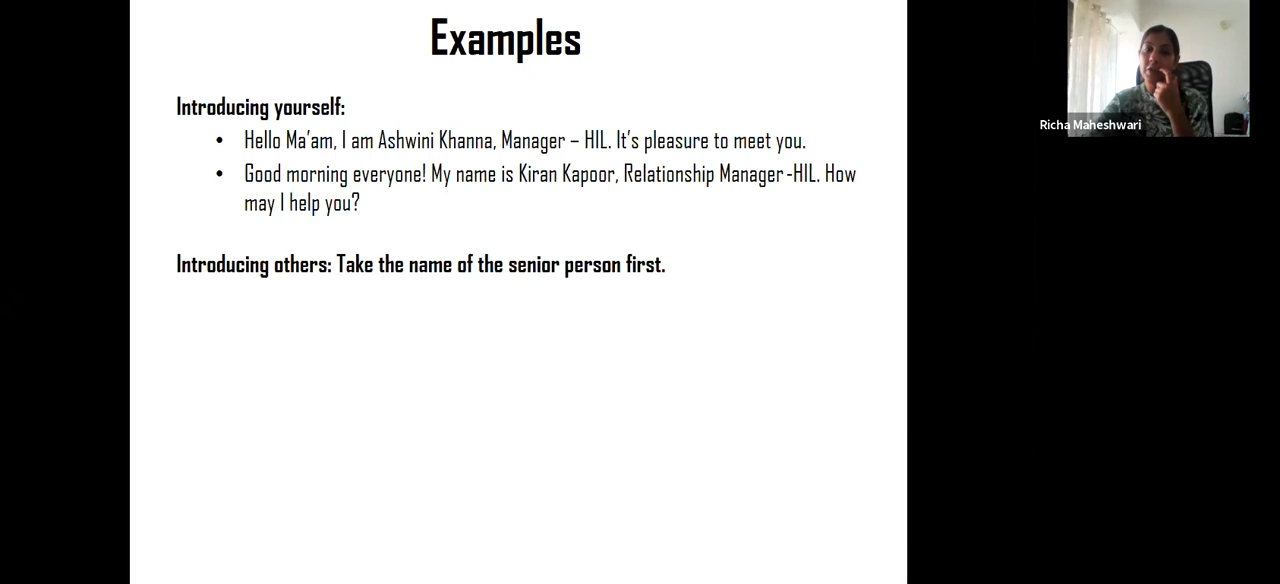 Examples
Introducing yourself:
• Hello Ma'am, I am Ashwini Khanna, Manager – HIL. It's pleasure to meet you.
• Good morning everyone! My name is Kiran Kapoor, Relationship Manager -HIL. How
may I help you?
Introducing others: Take the name of the senior person first.
Richa Maheshwari